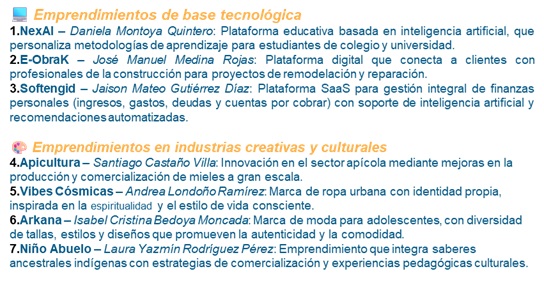 Emprendimientos de base tecnológica
1.NexAI – Daniela Montoya Quintero: Plataforma educativa basada en inteligencia artificial, que
personaliza metodologías de aprendizaje para estudiantes de colegio y universidad.
2.E-ObraK – José Manuel Medina Rojas: Plataforma digital que conecta a clientes con
profesionales de la construcción para proyectos de remodelación y reparación.
3.Softengid – Jaison Mateo Gutiérrez Díaz: Plataforma SaaS para gestión integral de finanzas
personales (ingresos, gastos, deudas y cuentas por cobrar) con soporte de inteligencia artificial y
recomendaciones automatizadas.
Emprendimientos en industrias creativas y culturales
4.Apicultura – Santiago Castaño Villa: Innovación en el sector apícola mediante mejoras en la
producción y comercialización de mieles a gran escala.
5.Vibes Cósmicas – Andrea Londoño Ramírez: Marca de ropa urbana con identidad propia,
inspirada en la espiritualidad y el estilo de vida consciente.
6.Arkana – Isabel Cristina Bedoya Moncada: Marca de moda para adolescentes, con diversidad
de tallas, estilos y diseños que promueven la autenticidad y la comodidad.
7.Niño Abuelo – Laura Yazmín Rodríguez Pérez: Emprendimiento que integra saberes
ancestrales indígenas con estrategias de comercialización y experiencias pedagógicas culturales.